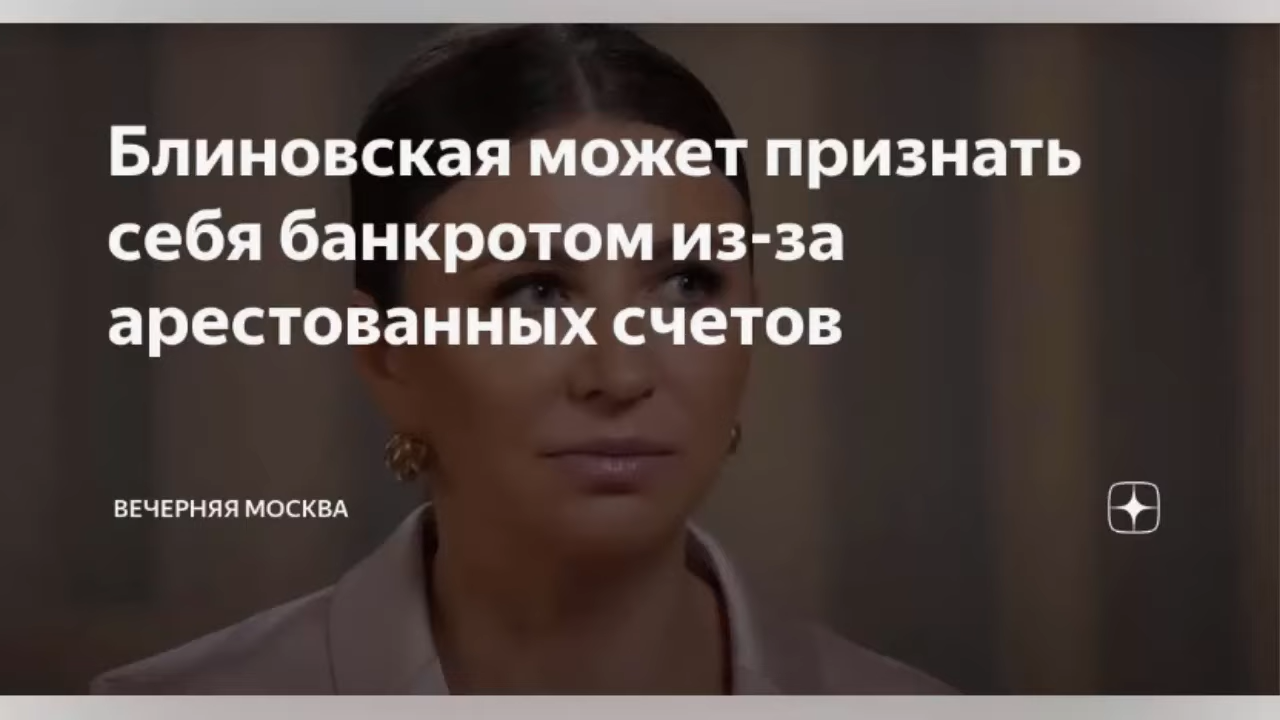 Блиновская может признать
себя банкротом из-за
арестованных счетов
ВЕЧЕРНЯЯ МОСКВА